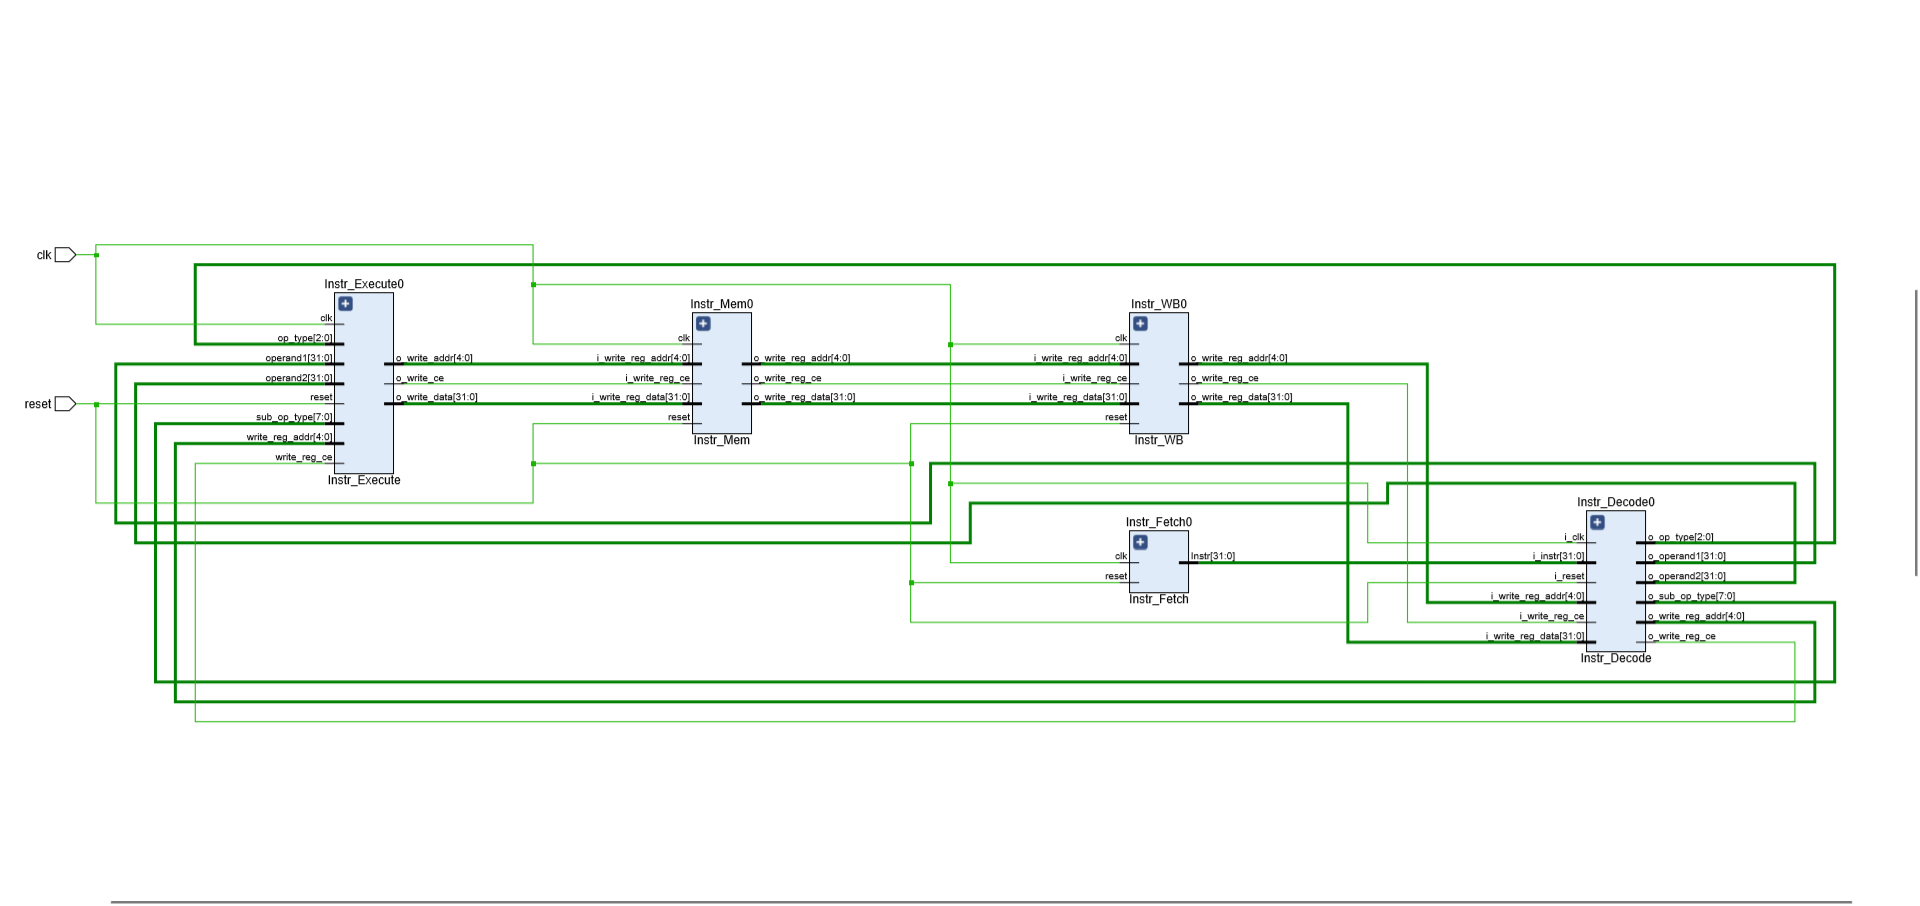 clk
reset
Instr_Execute0
clk
op_type[2:0]
operand1[31:0]
operand2[31:0]
reset
sub_op_type[7:0]
write_reg_addr[4:0]
write_reg_ce
o_write_addr[4:0]
o_write_ce
o_write_data[31:0]
Instr_Execute
Instr_Mem0
clk
i_write_reg_addr[4:0]
i_write_reg_ce
i_write_reg_data[31:0]
reset
o_write_reg_addr[4:0]
o_write_reg_ce
o_write_reg_data[31:0]
Instr_Mem
Instr_WB0
clk
i_write_reg_addr[4:0]
i_write_reg_ce
i_write_reg_data[31:0]
reset
o_write_reg_addr[4:0]
o_write_reg_ce
o_write_reg_data[31:0]
Instr_WB
Instr_Fetch0
clk
reset
Instr[31:0]
Instr_Fetch
Instr_Decode0
i_clk
i_instr[31:0]
i_reset
i_write_reg_addr[4:0]
i_write_reg_ce
i_write_reg_data[31:0]
o_op_type[2:0]
o_operand1[31:0]
o_operand2[31:0]
o_sub_op_type[7:0]
o_write_reg_addr[4:0]
o_write_reg_ce
Instr_Decode